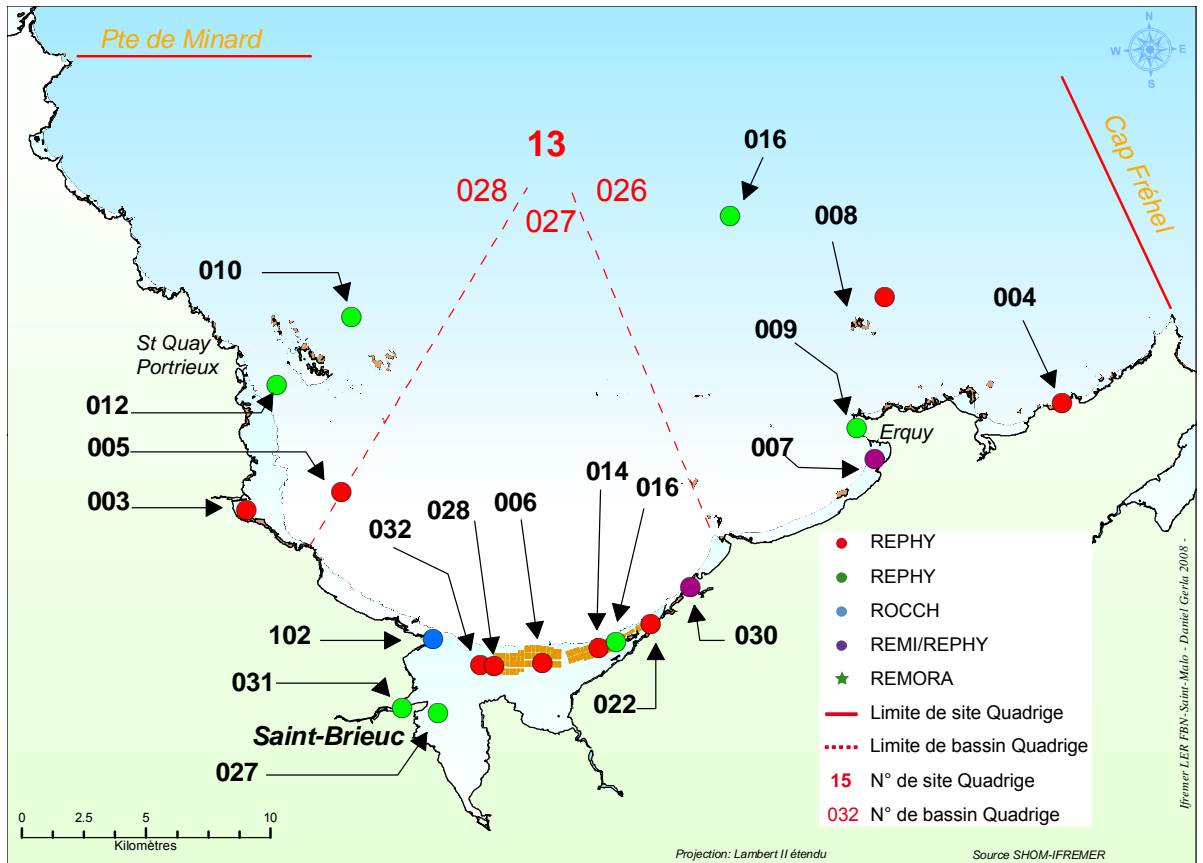 Pte de Minard
N
W
E
S
13
016
028
026
027
Cap Fréhel
008
010
004
009
St Quay
Portrieux
012
Erquy
005
007
003
014
016
006
028
032
102
030
031
022
Saint-Brieuc
027
REPHY
REPHY
ROCCH
REMI/REPHY
REMORA
Limite de site Quadrige
Limite de bassin Quadrige
15 N° de site Quadrige
032 N° de bassin Quadrige
0 2.5 5 10
Kilomètres
Projection: Lambert II étendu
Source SHOM-IFREMER
Ifremer LER FBN-Saint-Malo - Daniel Gerla 2008 -